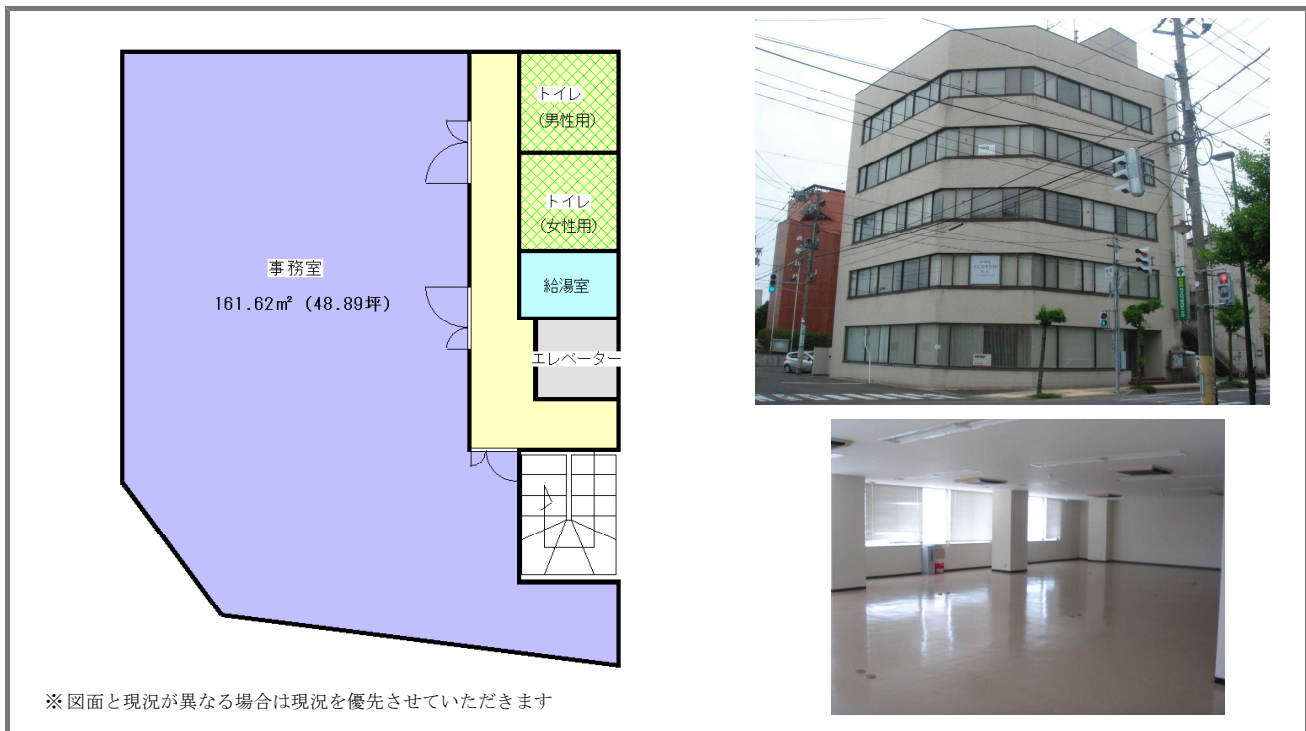 トイレ
(男性用)
トイレ
(女性用)
事務室
161.62㎡ (48.89坪)
給湯室
エレベーター
※図面と現況が異なる場合は現況を優先させていただきます